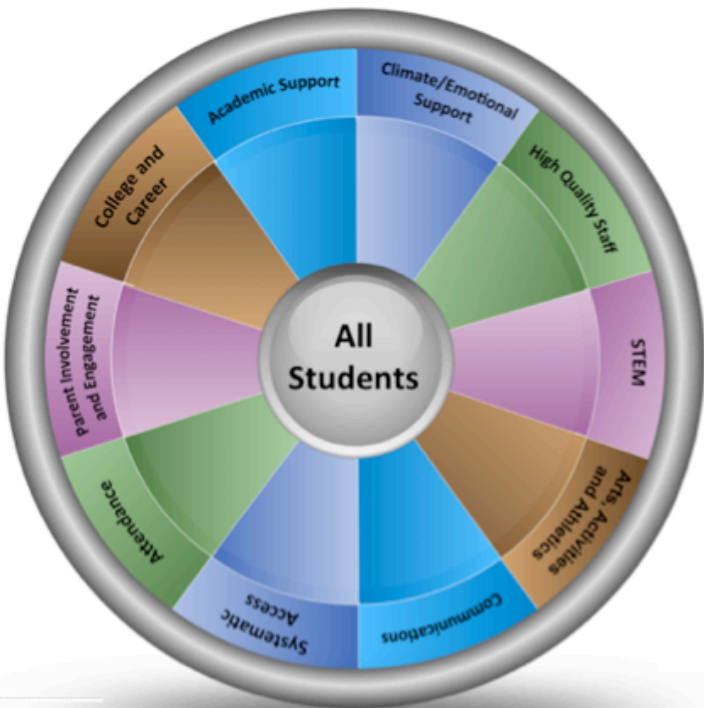 Academic Support
Climate/Emotional
Support
High Quality Staff
STEM
Arts, Activities
and Athletics
Communications
Systematic
Access
Attendance
Parent Involvement
and Engagement
College and
Career
All
Students